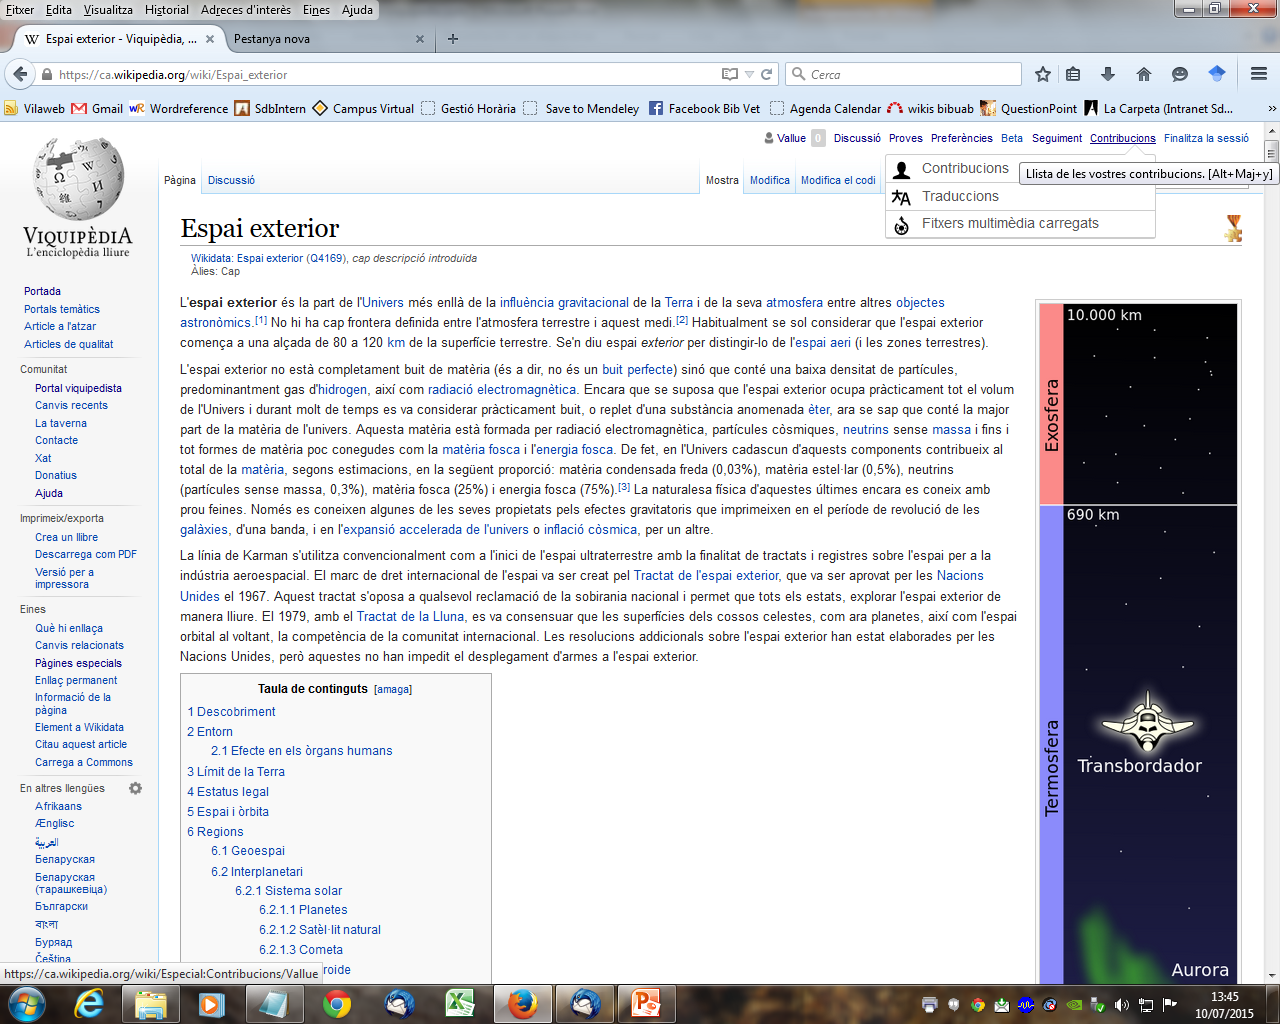 Fitxer Edita Visualitza Historial Adreces d'interès Eines Ajuda
Espai exterior - Viquipèdia, ... Pestanya nova
https://ca.wikipedia.org/wiki/Espai_exterior Cerca
Vilaweb Gmail Wordreference SdbIntern Campus Virtual Gestió Horària Save to Mendeley Facebook Bib Vet Agenda Calendar wikis bibuab QuestionPoint La Carpeta (Intranet Sd...
Vallue 0 Discussió Proves Preferències Beta Seguiment Contribucions Finalitza la sessió
Pàgina Discussió Mostra Modifica Modifica el codi
Contribucions
Llista de les vostres contribucions. [Alt+Maj+y]
Traduccions
Fitxers multimèdia carregats
VIQUIPÈDIA
L'enciclopèdia lliure
Portada
Portals temàtics
Article a l'atzar
Articles de qualitat
Comunitat
Portal viquipedista
Canvis recents
La taverna
Contacte
Xat
Donatius
Ajuda
Imprimeix/exporta
Crea un llibre
Descarrega com PDF
Versió per a
impressora
Eines
Què hi enllaça
Canvis relacionats
Pàgines especials
Enllaç permanent
Informació de la
pàgina
Element a Wikidata
Citau aquest article
Carrega a Commons
En altres llengües
Afrikaans
Ænglisc
العربية
Беларуская
Беларуская
(тарашкевіца)
Български
বাংলা
Буряад
Čeština
Espai exterior
Wikidata: Espai exterior (Q4169), cap descripció introduïda
Àlies: Cap
L'espai exterior és la part de l'Univers més enllà de la influència gravitacional de la Terra i de la seva atmosfera entre altres objectes
astronòmics.[1] No hi ha cap frontera definida entre l'atmosfera terrestre i aquest medi.[2] Habitualment se sol considerar que l'espai exterior
comença a una alçada de 80 a 120 km de la superfície terrestre. Se'n diu espai exterior per distingir-lo de l'espai aeri (i les zones terrestres).
L'espai exterior no està completament buit de matèria (és a dir, no és un buit perfecte) sinó que conté una baixa densitat de partícules,
predominantment gas d'hidrogen, així com radiació electromagnètica. Encara que se suposa que l'espai exterior ocupa pràcticament tot el volum
de l'Univers i durant molt de temps es va considerar pràcticament buit, o replet d'una substància anomenada èter, ara se sap que conté la major
part de la matèria de l'univers. Aquesta matèria està formada per radiació electromagnètica, partícules còsmiques, neutrins sense massa i fins i
tot formes de matèria poc conegudes com la matèria fosca i l'energia fosca. De fet, en l'Univers cadascun d'aquests components contribueix al
total de la matèria, segons estimacions, en la següent proporció: matèria condensada freda (0,03%), matèria estel·lar (0,5%), neutrins
(partícules sense massa, 0,3%), matèria fosca (25%) i energia fosca (75%).[3] La naturalesa física d'aquestes últimes encara es coneix amb
prou feines. Només es coneixen algunes de les seves propietats pels efectes gravitatoris que imprimeixen en el període de revolució de les
galàxies, d'una banda, i en l'expansió accelerada de l'univers o inflació còsmica, per un altre.
La línia de Karman s'utilitza convencionalment com a l'inici de l'espai ultraterrestre amb la finalitat de tractats i registres sobre l'espai per a la
indústria aeroespacial. El marc de dret internacional de l'espai va ser creat pel Tractat de l'espai exterior, que va ser aprovat per les Nacions
Unides el 1967. Aquest tractat s'oposa a qualsevol reclamació de la sobirania nacional i permet que tots els estats, explorar l'espai exterior de
manera lliure. El 1979, amb el Tractat de la Lluna, es va consensuar que les superfícies dels cossos celestes, com ara planetes, així com l'espai
orbital al voltant, la competència de la comunitat internacional. Les resolucions addicionals sobre l'espai exterior han estat elaborades per les
Nacions Unides, però aquestes no han impedit el desplegament d'armes a l'espai exterior.
Taula de continguts [amaga]
1 Descobriment
2 Entorn
2.1 Efecte en els òrgans humans
3 Límit de la Terra
4 Estatus legal
5 Espai i òrbita
6 Regions
6.1 Geoespai
6.2 Interplanetari
6.2.1 Sistema solar
6.2.1.1 Planetes
6.2.1.2 Satèl·lit natural
6.2.1.3 Cometa
roide
10.000 km
Exosfera
690 km
Termosfera
Transbordador
Aurora
https://ca.wikipedia.org/wiki/Especial:Contribucions/Vallue
13:45
10/07/2015